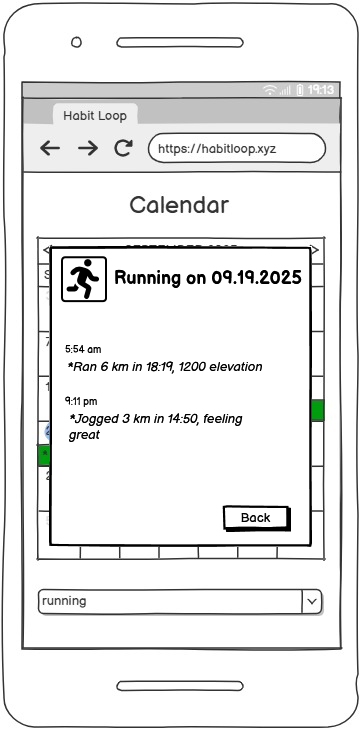 19:13
Habit Loop
https://habitloop.xyz
Calendar
Running on 09.19.2025
5:54 am
*Ran 6 km in 18:19, 1200 elevation
9:11 pm
*Jogged 3 km in 14:50, feeling
great
Back
running